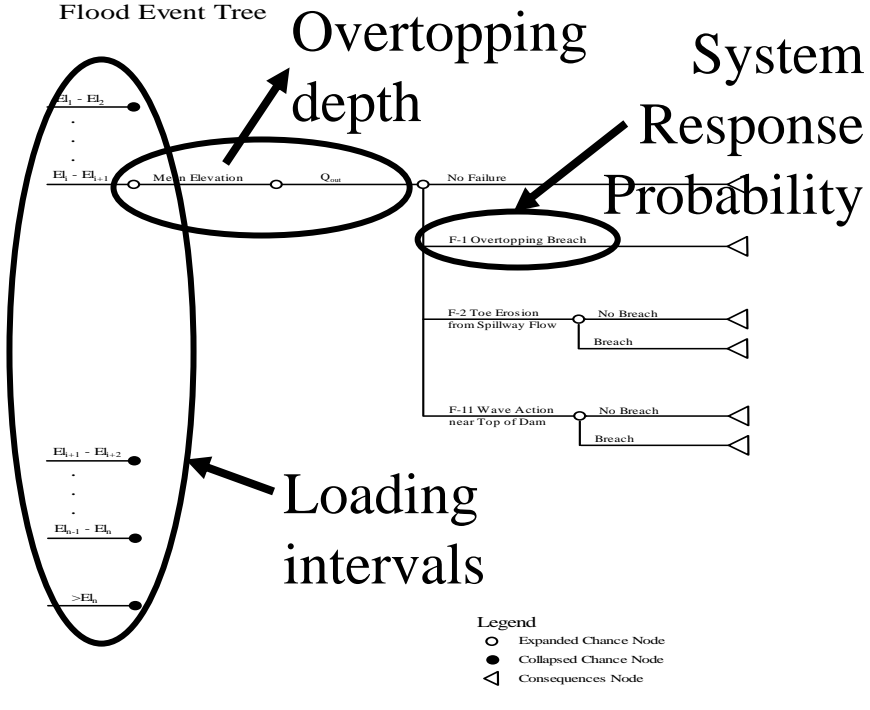 Flood Event Tree
Overtopping
depth
System
Response
Probability
El₁ - El₂
Elᵢ - Elᵢ₊₁
Mean Elevation
Qₒᵤₜ
No Failure
F-1 Overtopping Breach
F-2 Toe Erosion
from Spillway Flow
No Breach
Breach
F-11 Wave Action
near Top of Dam
No Breach
Breach
Elᵢ₊₁ - Elᵢ₊₂
Elₙ₋₁ - Elₙ
>Elₙ
Loading
intervals
Legend
Expanded Chance Node
Collapsed Chance Node
Consequences Node